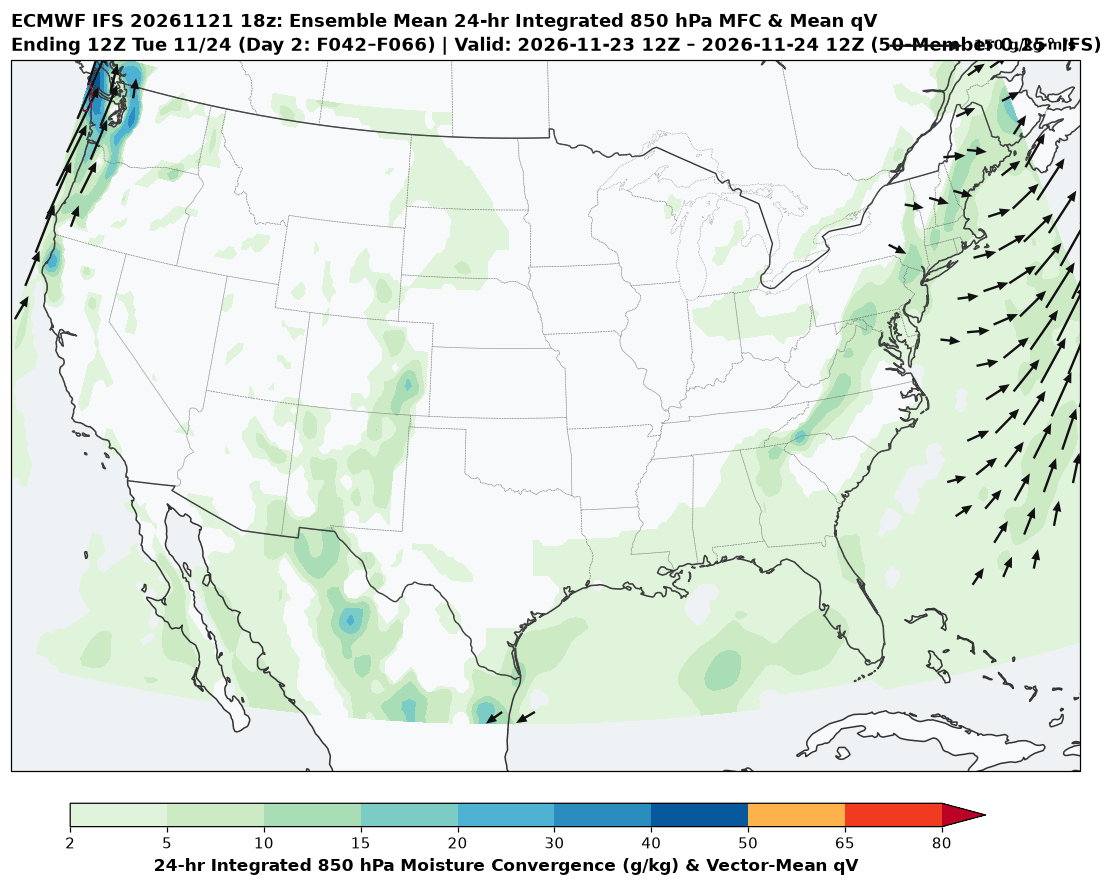 ECMWF IFS 20261121 18z: Ensemble Mean 24-hr Integrated 850 hPa MFC & Mean qV
Ending 12Z Tue 11/24 (Day 2: F042–F066) | Valid: 2026-11-23 12Z – 2026-11-24 12Z (50-Member 0.25° IFS)
150 g/kg·m/s
2 5 10 15 20 30 40 50 65 80
24-hr Integrated 850 hPa Moisture Convergence (g/kg) & Vector-Mean qV